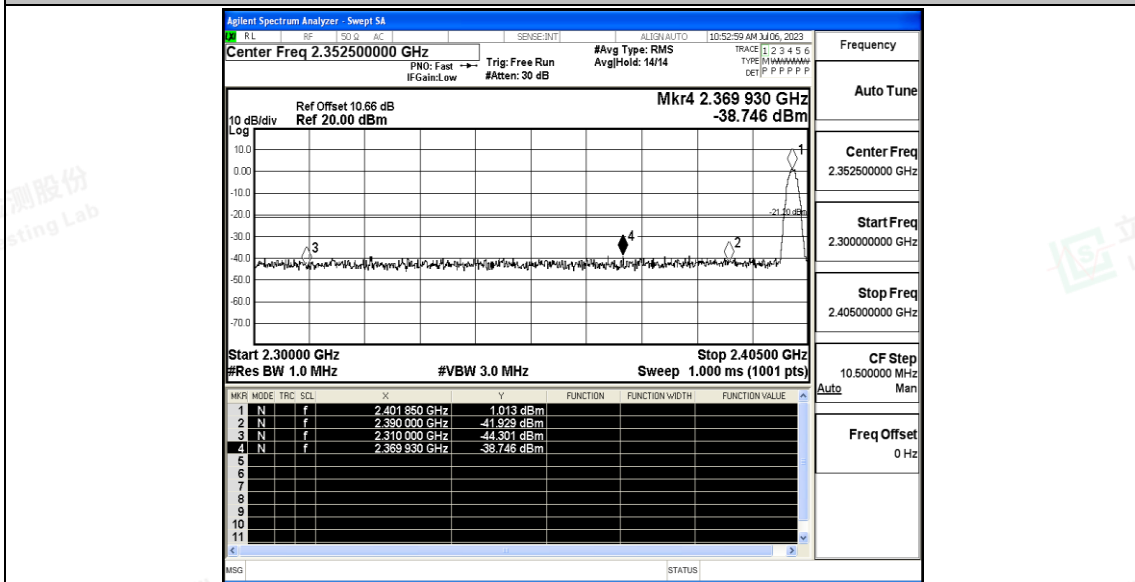 Agilent Spectrum Analyzer - Swept SA
RL RF 50 Ω AC SENSE:INT ALIGN AUTO 10:52:59 AM Jul 06, 2023
Center Freq 2.352500000 GHz
PNO: Fast
IFGain:Low
Trig: Free Run
#Atten: 30 dB
#Avg Type: RMS
Avg|Hold: 14/14
TRACE 1 2 3 4 5 6
TYPE MWWWWW
DET P P P P P P
Ref Offset 10.66 dB
10 dB/div Ref 20.00 dBm
Log
Mkr4 2.369 930 GHz
-38.746 dBm
10.0
0.00
-10.0
-20.0
-30.0
-40.0
-50.0
-60.0
-70.0
1
-21.20 dBm
3
4
2
Start 2.30000 GHz
Stop 2.40500 GHz
#Res BW 1.0 MHz
#VBW 3.0 MHz
Sweep 1.000 ms (1001 pts)
MKR MODE TRC SCL X Y FUNCTION FUNCTION WIDTH FUNCTION VALUE
1 N f 2.401 850 GHz 1.013 dBm
2 N f 2.390 000 GHz -41.929 dBm
3 N f 2.310 000 GHz -44.301 dBm
4 N f 2.369 930 GHz -38.746 dBm
5
6
7
8
9
10
11
MSG
STATUS
Frequency
Auto Tune
Center Freq
2.352500000 GHz
Start Freq
2.300000000 GHz
Stop Freq
2.405000000 GHz
CF Step
10.500000 MHz
Auto Man
Freq Offset
0 Hz
测股份
sting Lab